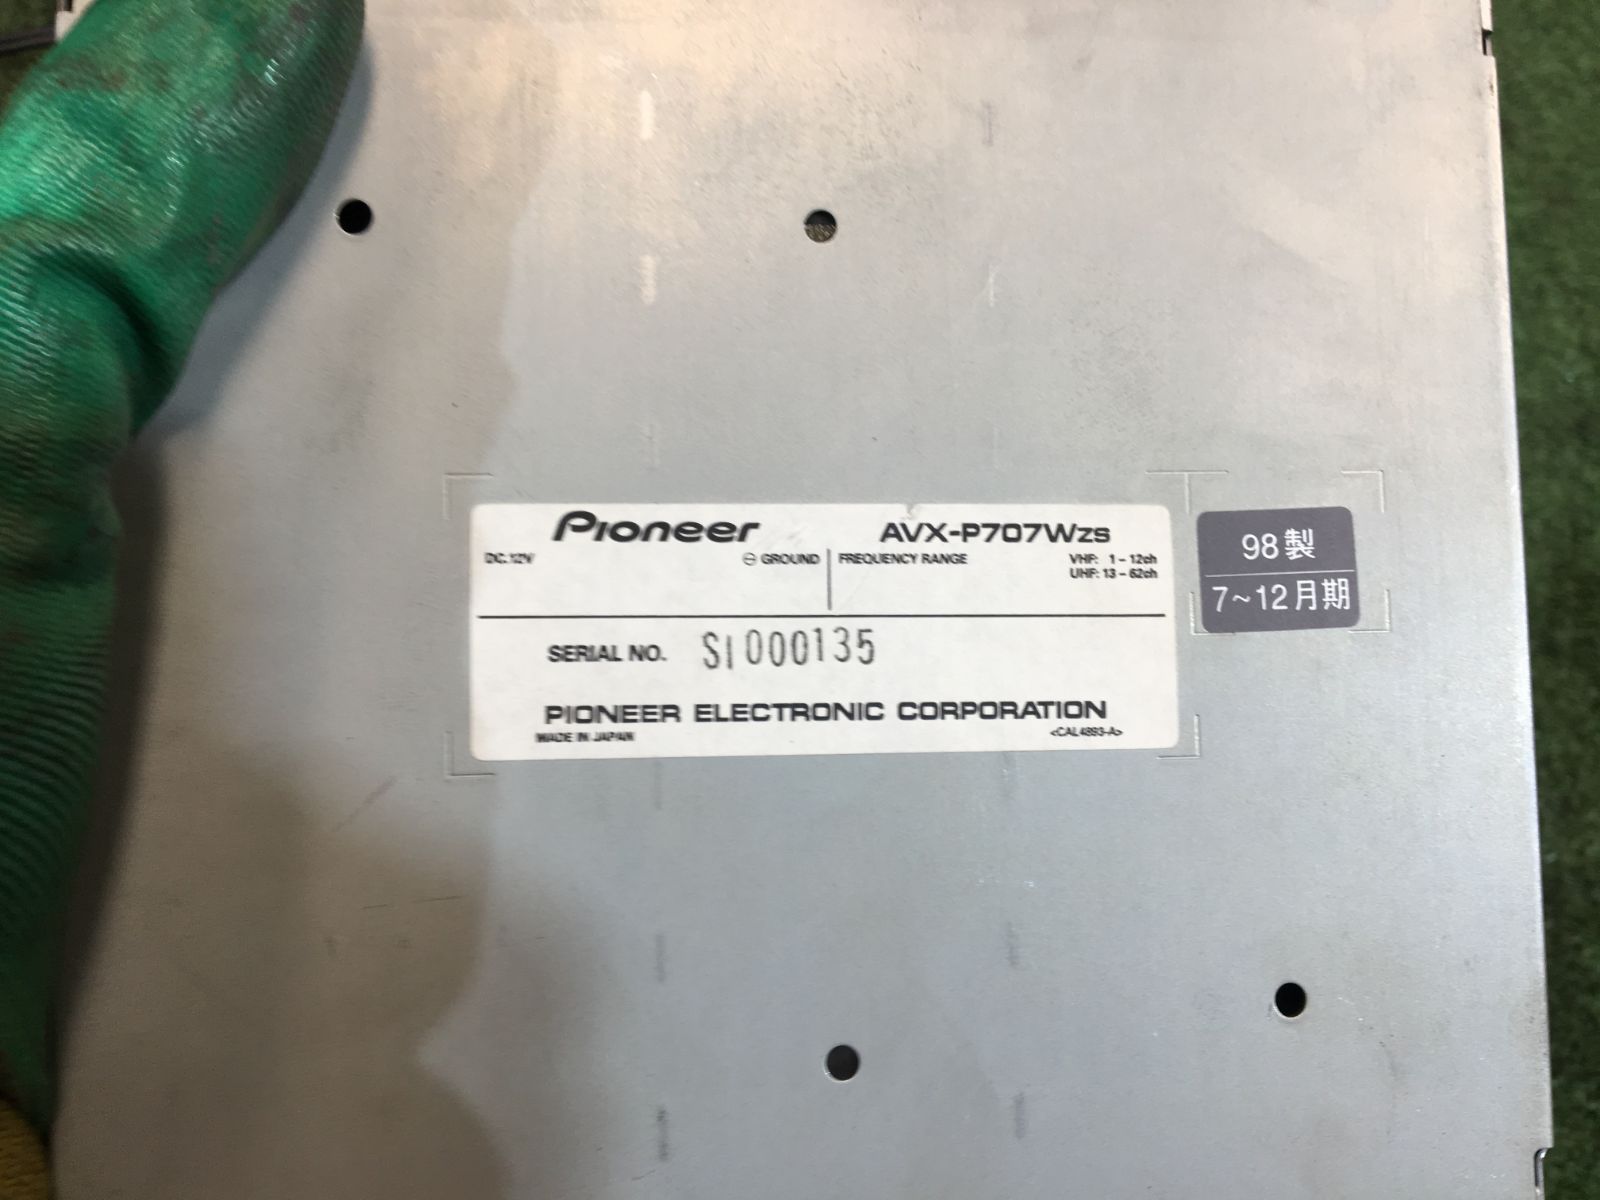 Pioneer
AVX-P707Wzs
DC.12V
⊖ GROUND
FREQUENCY RANGE
VHF: 1 – 12ch
UHF: 13 – 62ch
SERIAL NO. SI000135
PIONEER ELECTRONIC CORPORATION
MADE IN JAPAN
<CAL4893-A>
98製
7~12月期